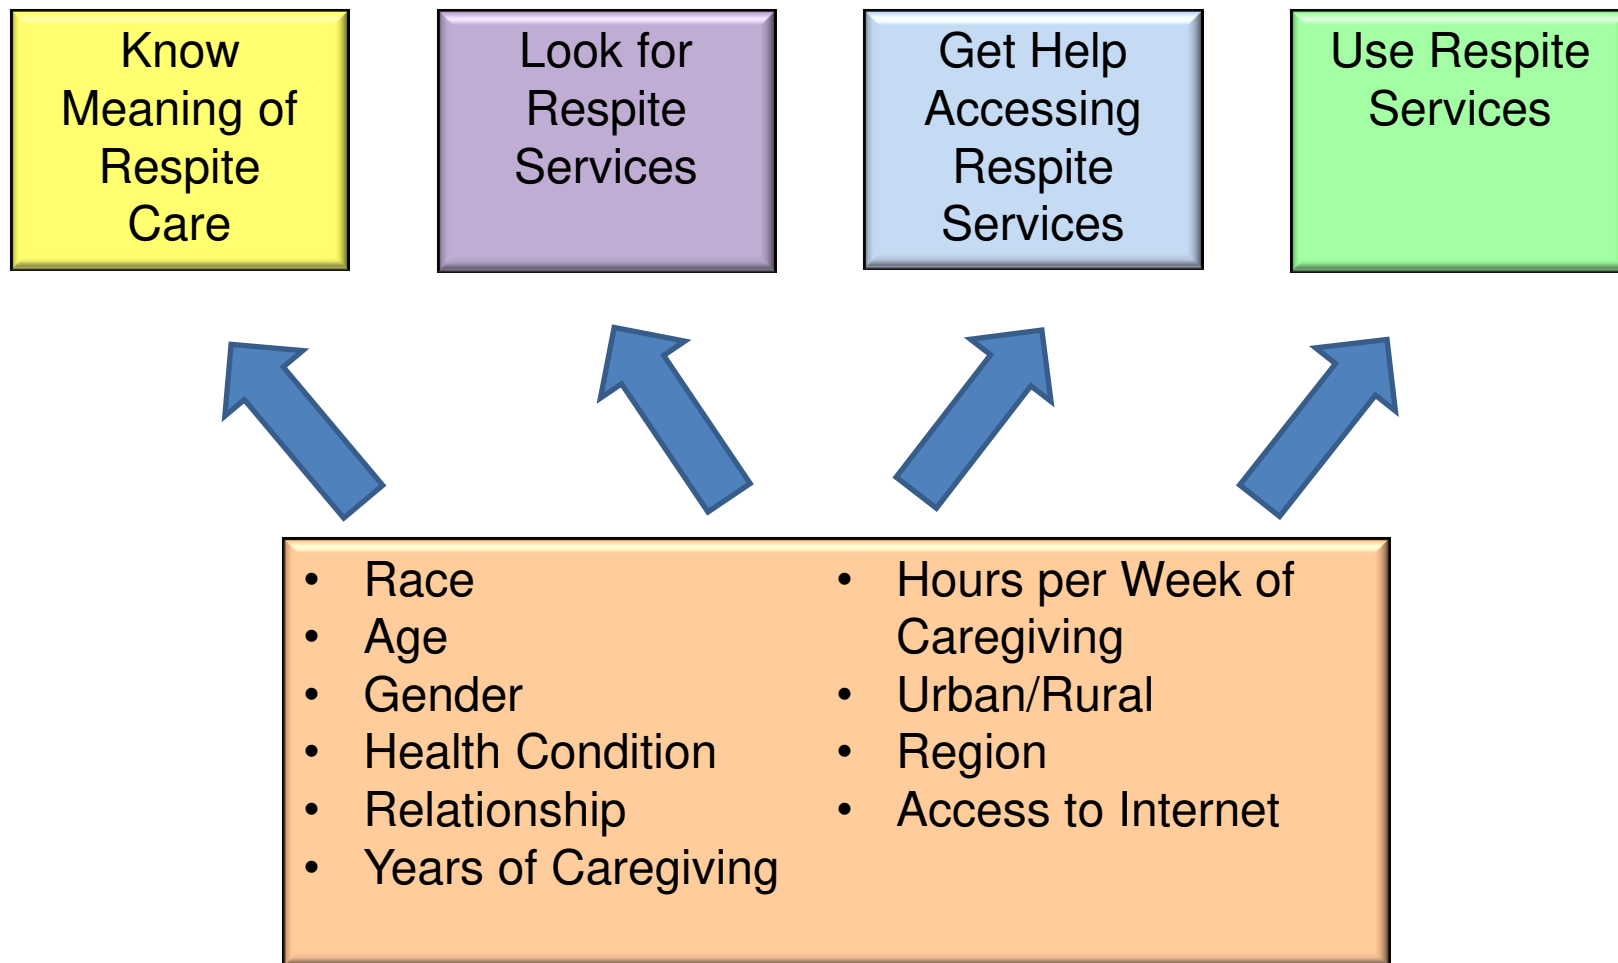 Know
Meaning of
Respite
Care
Look for
Respite
Services
Get Help
Accessing
Respite
Services
Use Respite
Services
• Race
• Age
• Gender
• Health Condition
• Relationship
• Years of Caregiving
• Hours per Week of
Caregiving
• Urban/Rural
• Region
• Access to Internet